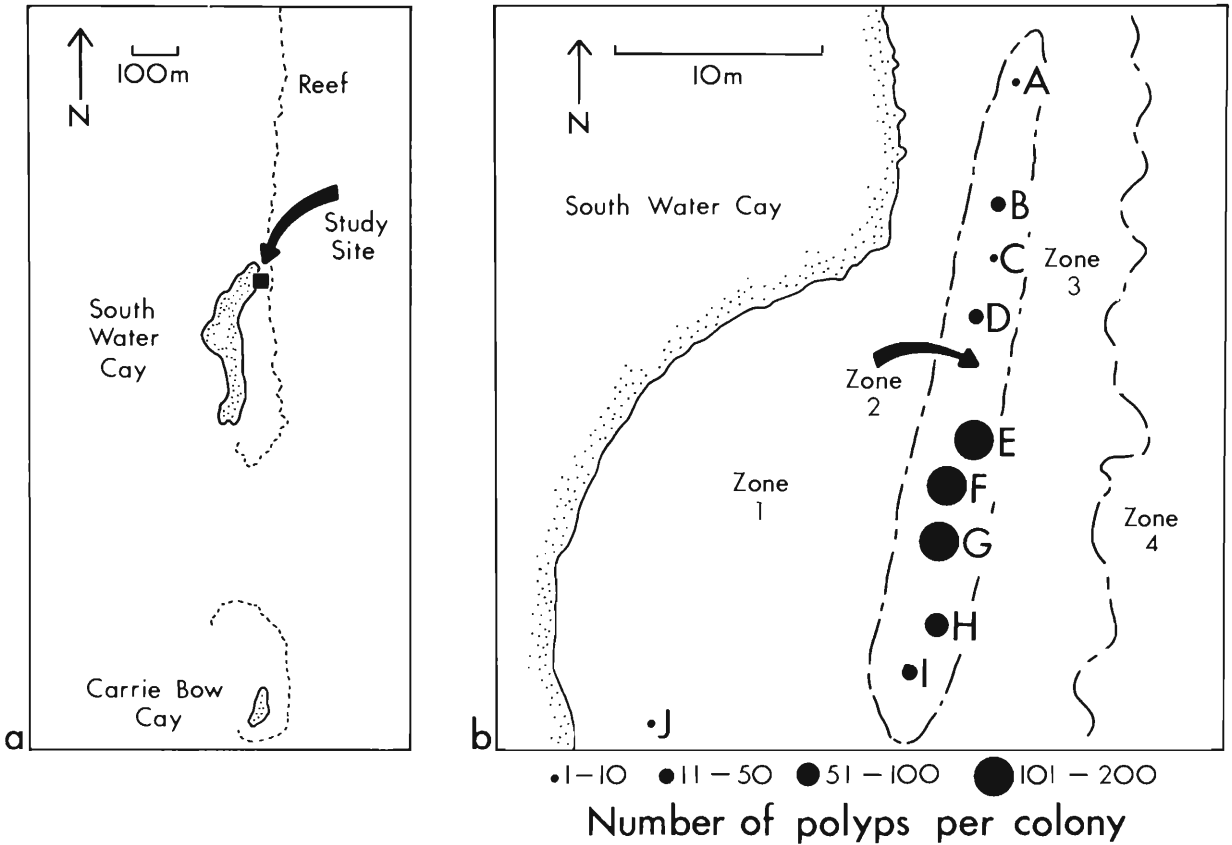 100m
N
Reef
Study
Site
South
Water
Cay
Carrie Bow
Cay
a
N
10m
South Water Cay
A
B
C
Zone
3
D
Zone
2
E
F
Zone
1
G
Zone
4
H
I
J
b
1–10 11–50 51–100 101–200
Number of polyps per colony